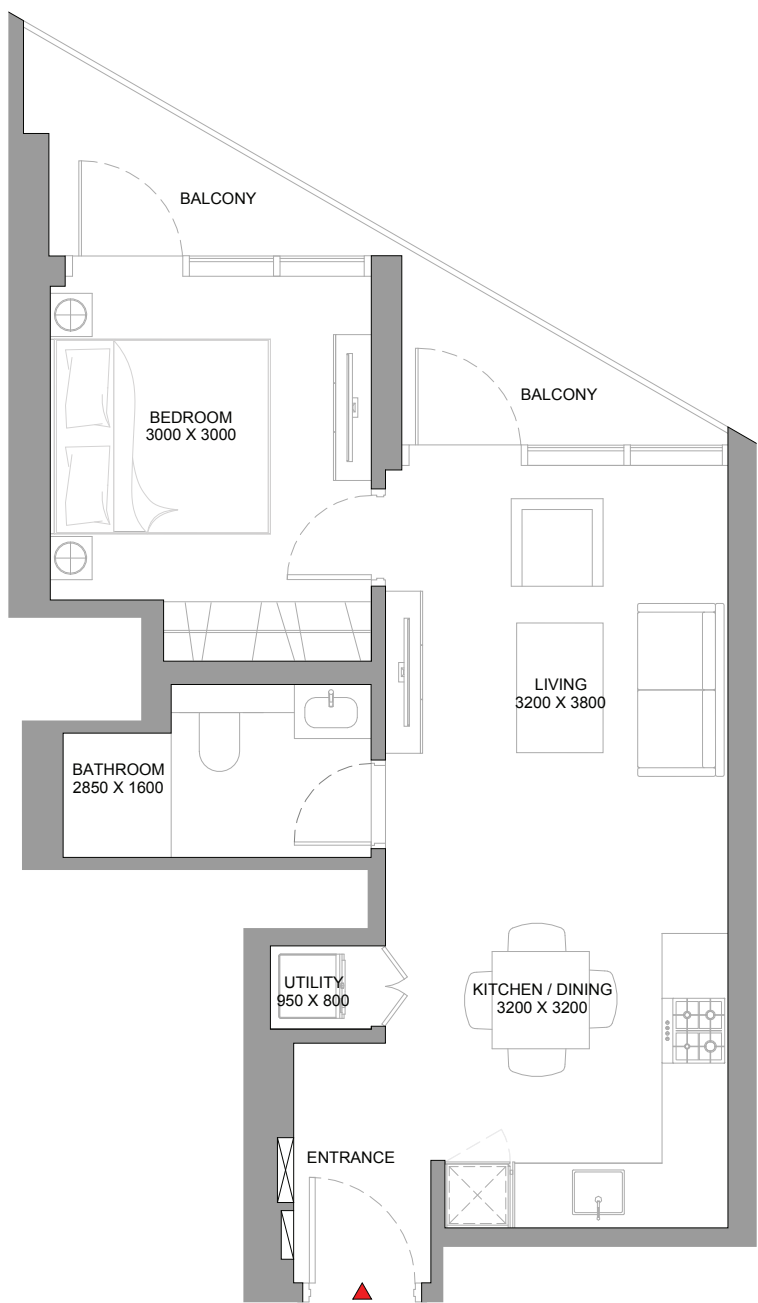 BALCONY
BALCONY
BEDROOM
3000 X 3000
LIVING
3200 X 3800
BATHROOM
2850 X 1600
UTILITY
950 X 800
KITCHEN / DINING
3200 X 3200
ENTRANCE